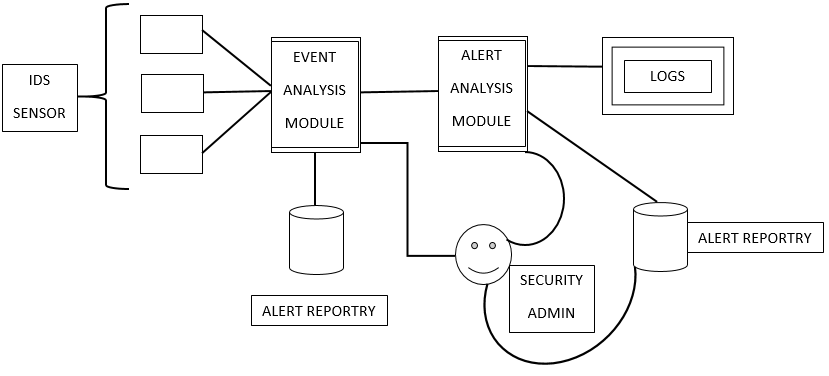 IDS
SENSOR
EVENT
ANALYSIS
MODULE
ALERT
ANALYSIS
MODULE
LOGS
ALERT REPORTRY
SECURITY
ADMIN
ALERT REPORTRY